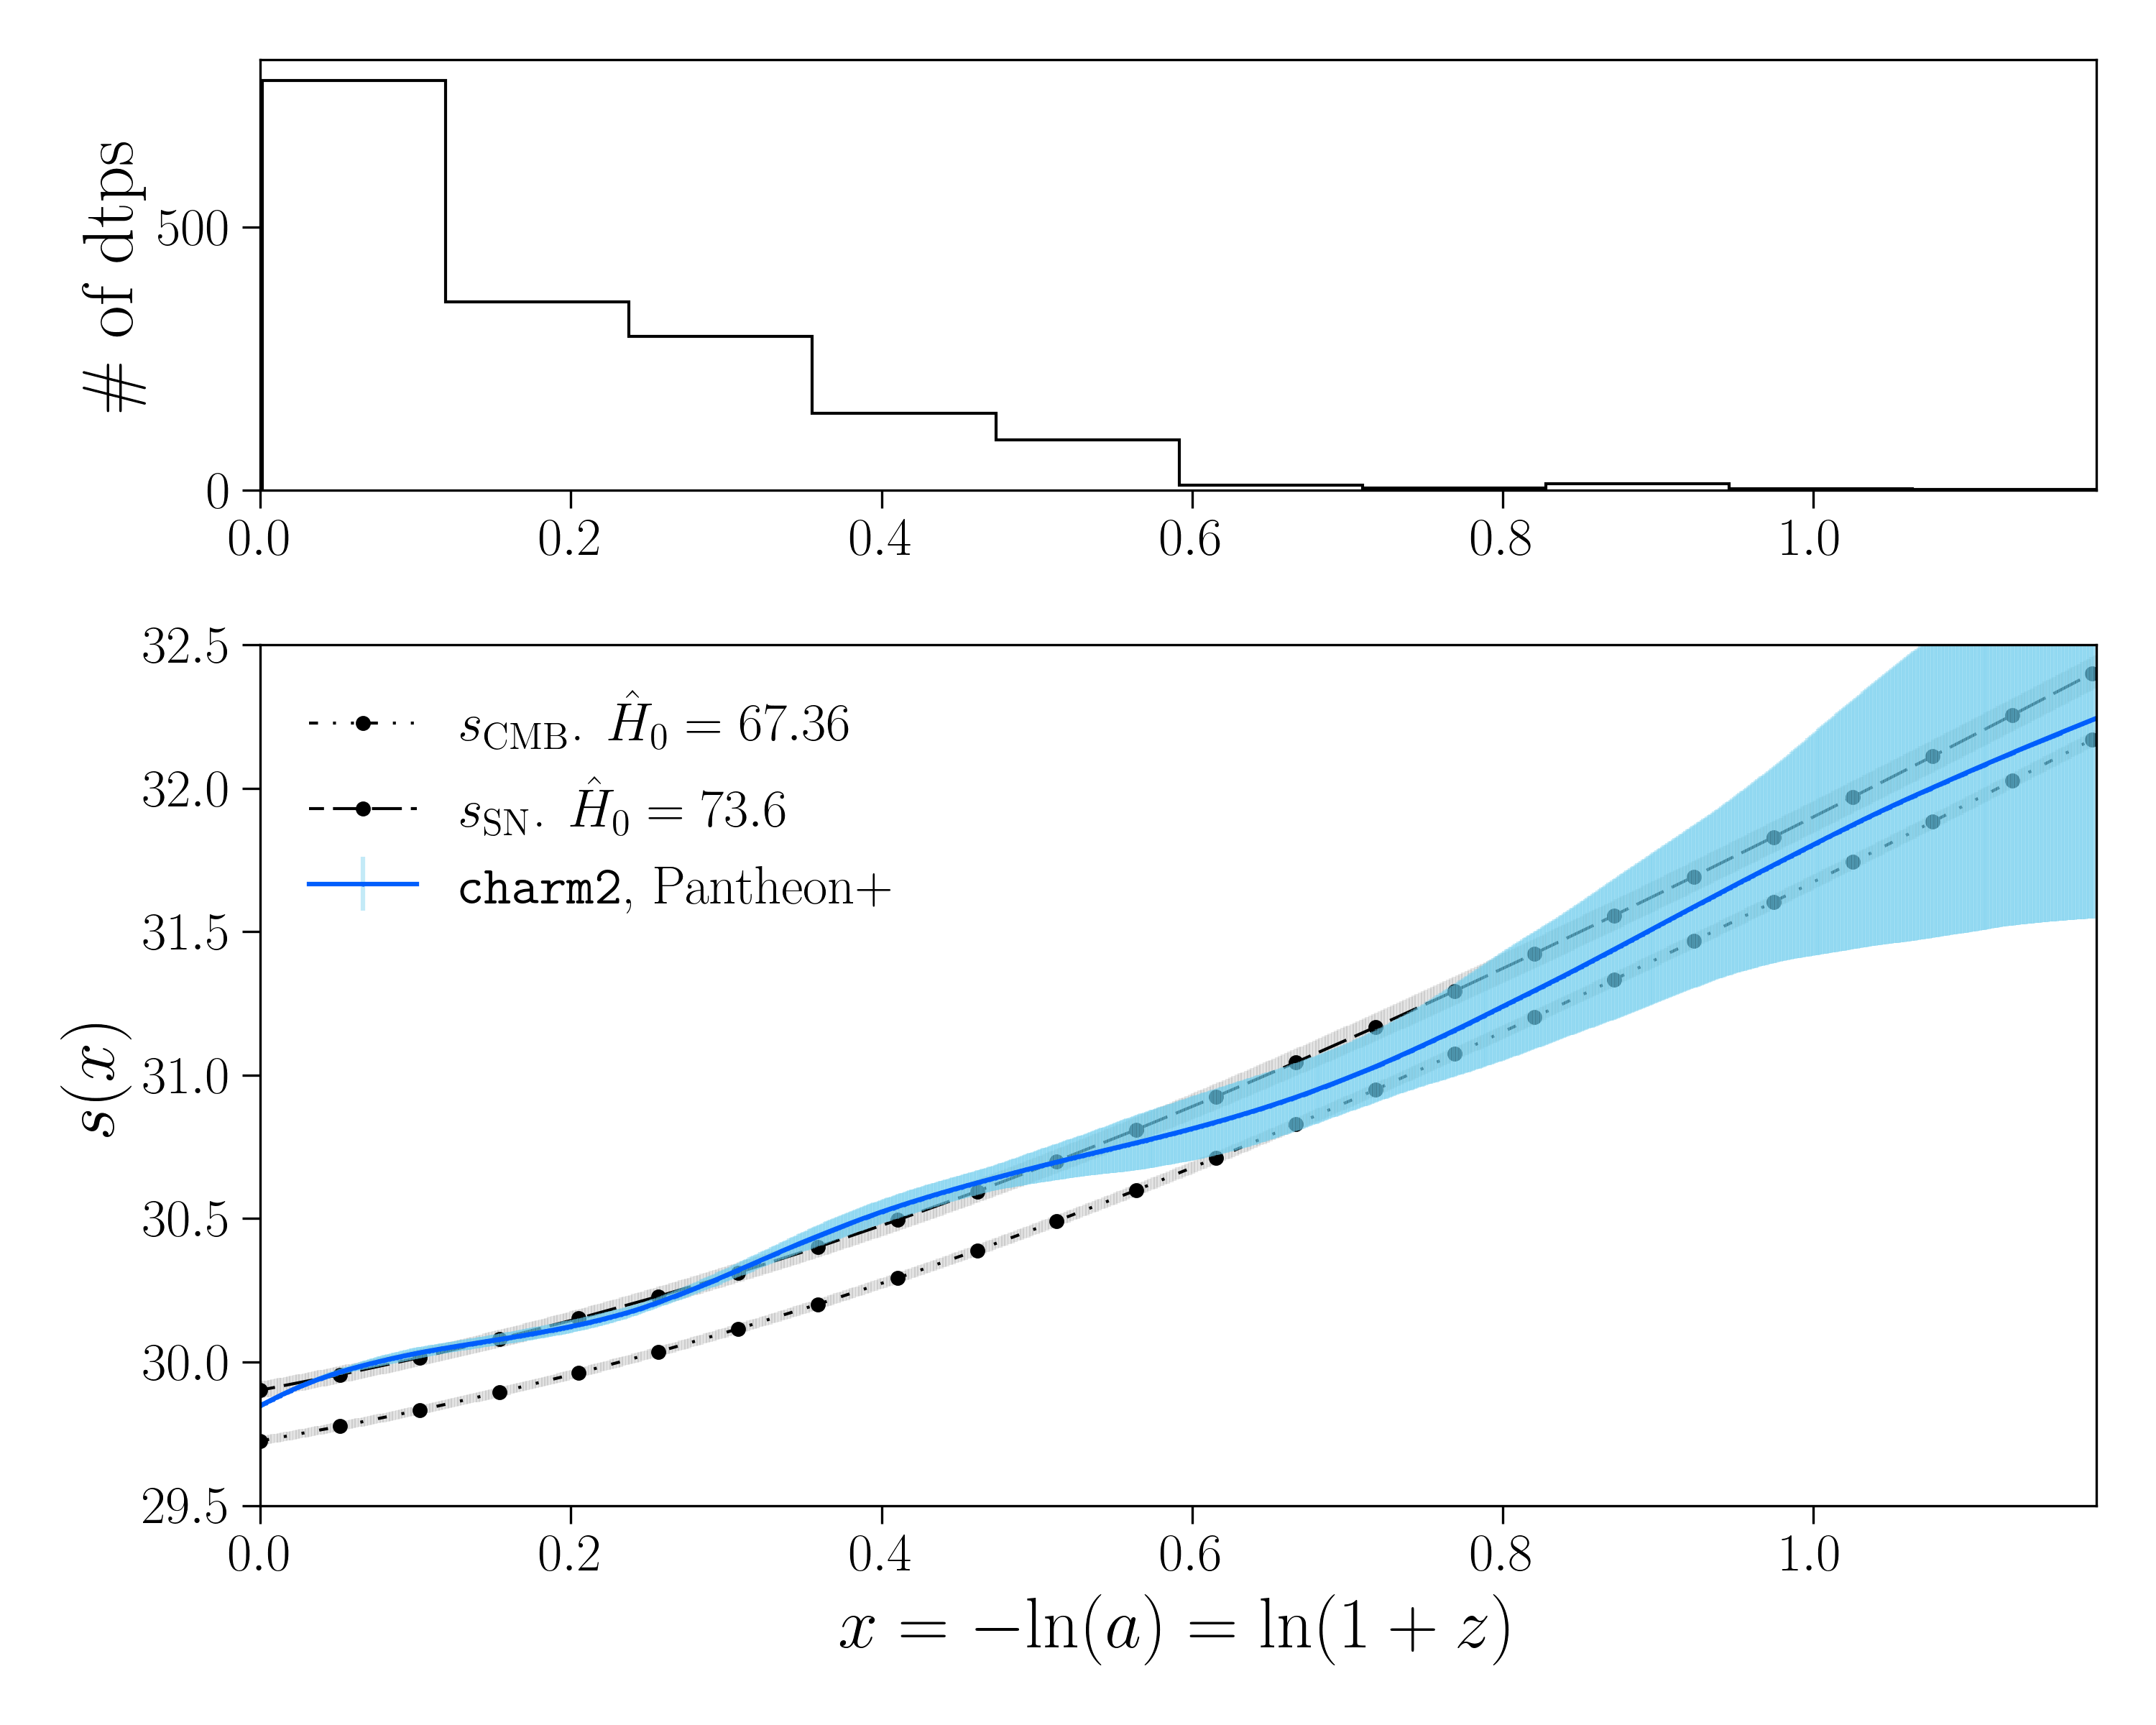 # of dtps
500
0
0.0 0.2 0.4 0.6 0.8 1.0
32.5
32.0
31.5
31.0
30.5
30.0
29.5
s(x)
s_CMB. Ĥ_0 = 67.36
s_SN. Ĥ_0 = 73.6
charm2, Pantheon+
0.0 0.2 0.4 0.6 0.8 1.0
x = −ln(a) = ln(1 + z)